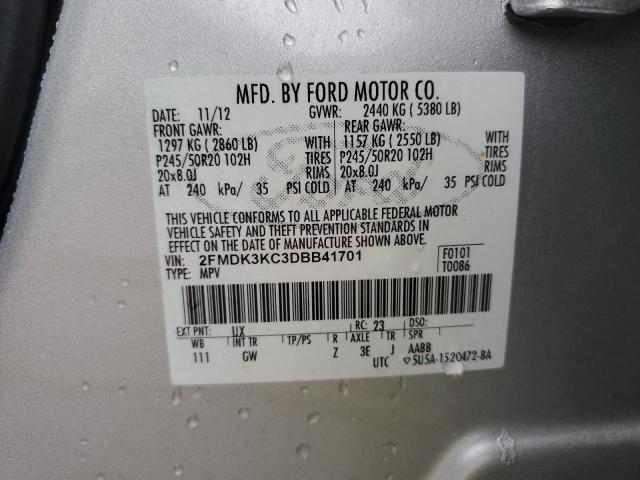 MFD. BY FORD MOTOR CO.
DATE: 11/12 GVWR: 2440 KG ( 5380 LB)
FRONT GAWR: REAR GAWR:
1297 KG ( 2860 LB) WITH 1157 KG ( 2550 LB) WITH
P245/50R20 102H TIRES P245/50R20 102H TIRES
20x8.0J RIMS 20x8.0J RIMS
AT 240 kPa/ 35 PSI COLD AT 240 kPa/ 35 PSI COLD
THIS VEHICLE CONFORMS TO ALL APPLICABLE FEDERAL MOTOR
VEHICLE SAFETY AND THEFT PREVENTION STANDARDS IN
EFFECT ON THE DATE OF MANUFACTURE SHOWN ABOVE.
VIN: 2FMDK3KC3DBB41701 F0101
TYPE: MPV T0086
EXT PNT: UX RC: 23 DSO:
WB INT TR TP/PS R AXLE TR SPR
111 GW Z 3E J AABB
UTC ▽5U5A-1520472-BA
Ford